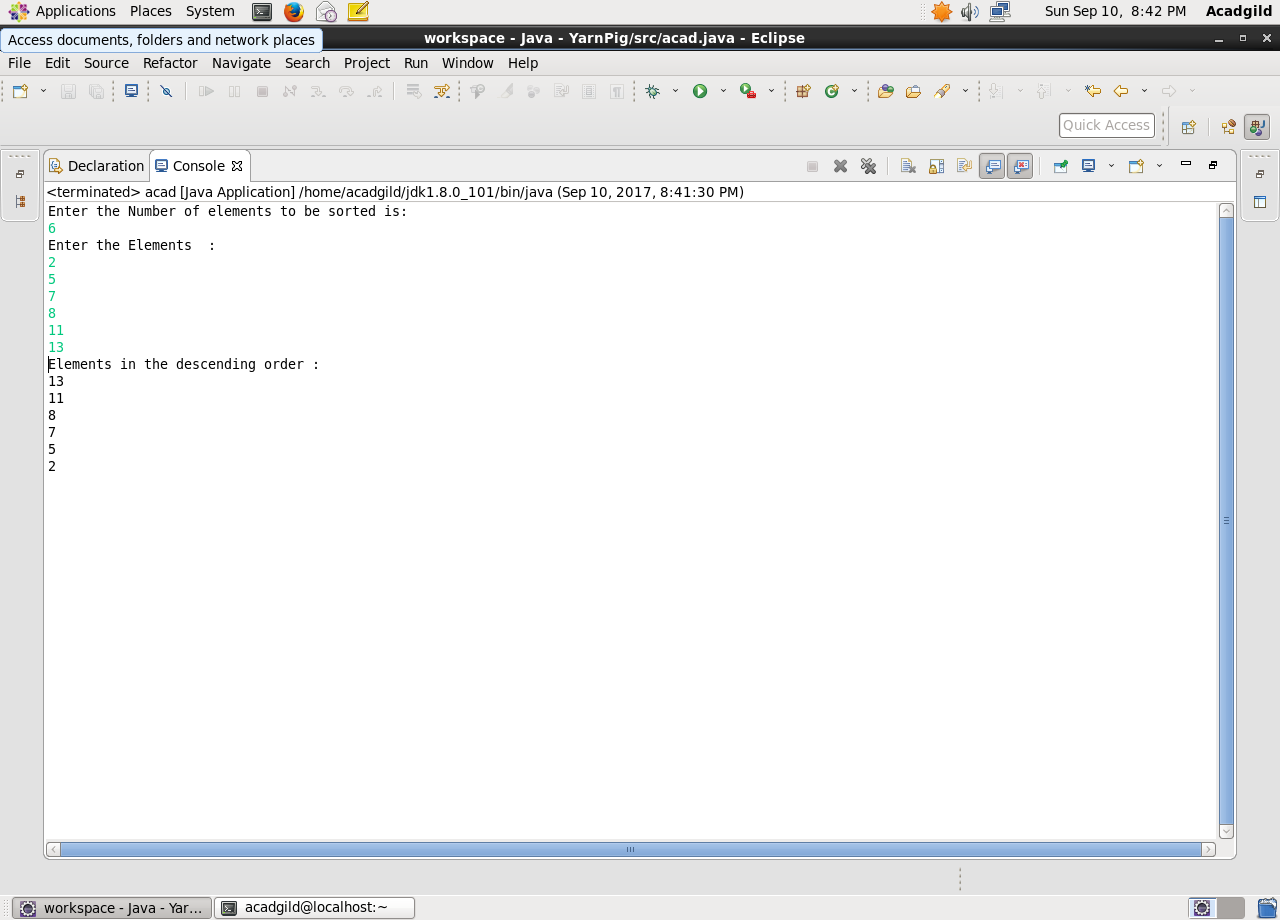 Applications Places System Sun Sep 10, 8:42 PM Acadgild
Access documents, folders and network places
workspace - Java - YarnPig/src/acad.java - Eclipse
File Edit Source Refactor Navigate Search Project Run Window Help
Quick Access
Declaration Console
<terminated> acad [Java Application] /home/acadgild/jdk1.8.0_101/bin/java (Sep 10, 2017, 8:41:30 PM)
Enter the Number of elements to be sorted is:
6
Enter the Elements  :
2
5
7
8
11
13
Elements in the descending order :
13
11
8
7
5
2
workspace - Java - Yar... acadgild@localhost:~